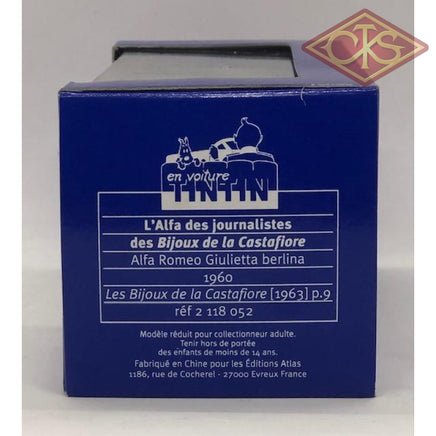 CTS
en voiture
TINTIN
L'Alfa des journalistes
des Bijoux de la Castafiore
Alfa Romeo Giulietta berlina
1960
Les Bijoux de la Castafiore [1963] p.9
réf 2 118 052
Modèle réduit pour collectionneur adulte.
Tenir hors de portée
des enfants de moins de 14 ans.
Fabriqué en Chine pour les Éditions Atlas
1186, rue de Cocherel - 27000 Evreux France